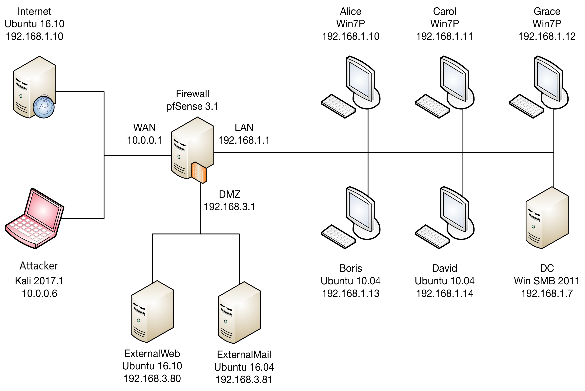 Internet
Ubuntu 16.10
192.168.1.10
Alice
Win7P
192.168.1.10
Carol
Win7P
192.168.1.11
Grace
Win7P
192.168.1.12
Firewall
pfSense 3.1
WAN
10.0.0.1
LAN
192.168.1.1
DMZ
192.168.3.1
Attacker
Kali 2017.1
10.0.0.6
Boris
Ubuntu 10.04
192.168.1.13
David
Ubuntu 10.04
192.168.1.14
DC
Win SMB 2011
192.168.1.7
ExternalWeb
Ubuntu 16.10
192.168.3.80
ExternalMail
Ubuntu 16.04
192.168.3.81